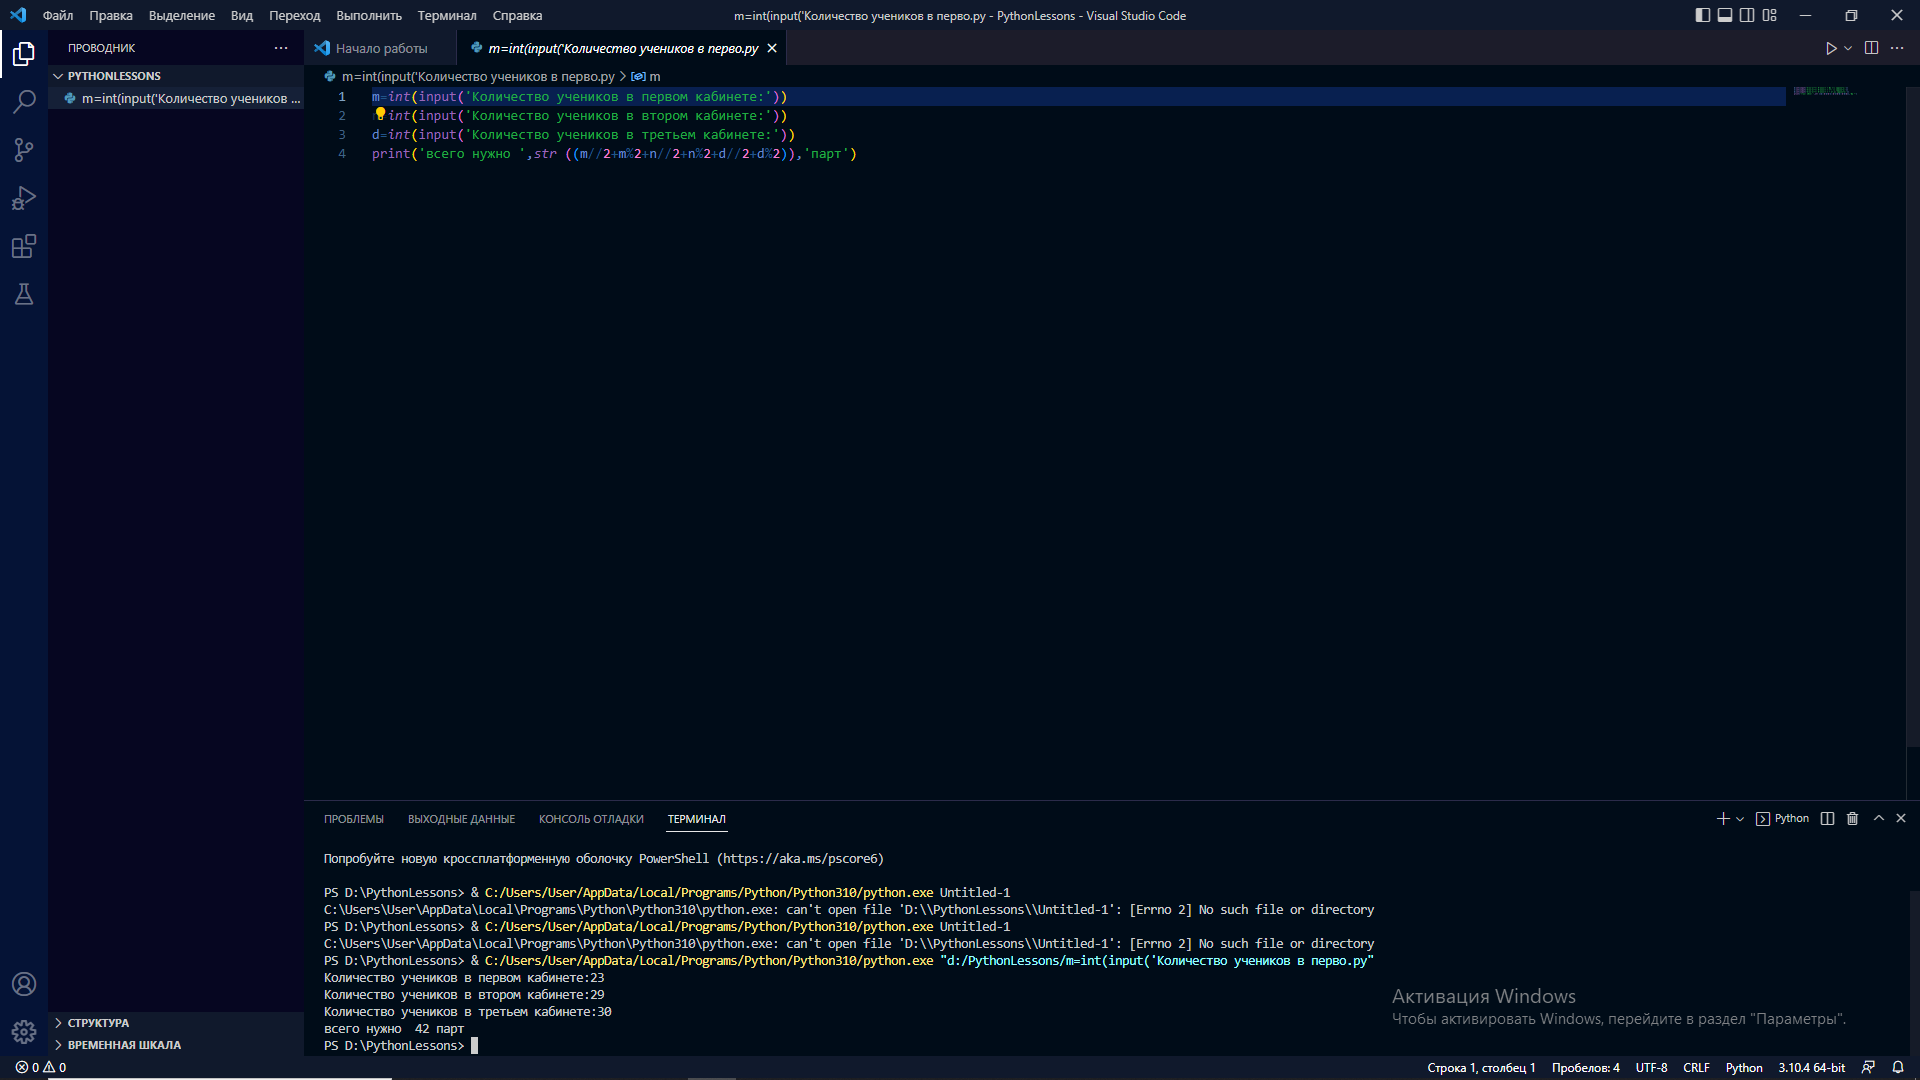 Файл Правка Выделение Вид Переход Выполнить Терминал Справка
m=int(input('Количество учеников в перво.py - PythonLessons - Visual Studio Code
ПРОВОДНИК
PYTHONLESSONS
m=int(input('Количество учеников ...
Начало работы
m=int(input('Количество учеников в перво.py
m=int(input('Количество учеников в перво.py > m
1 m=int(input('Количество учеников в первом кабинете:'))
2 int(input('Количество учеников в втором кабинете:'))
3 d=int(input('Количество учеников в третьем кабинете:'))
4 print('всего нужно ',str ((m//2+m%2+n//2+n%2+d//2+d%2)),'парт')
ПРОБЛЕМЫ ВЫХОДНЫЕ ДАННЫЕ КОНСОЛЬ ОТЛАДКИ ТЕРМИНАЛ
Python
Попробуйте новую кроссплатформенную оболочку PowerShell (https://aka.ms/pscore6)
PS D:\PythonLessons> & C:/Users/User/AppData/Local/Programs/Python/Python310/python.exe Untitled-1
C:\Users\User\AppData\Local\Programs\Python\Python310\python.exe: can't open file 'D:\\PythonLessons\\Untitled-1': [Errno 2] No such file or directory
PS D:\PythonLessons> & C:/Users/User/AppData/Local/Programs/Python/Python310/python.exe Untitled-1
C:\Users\User\AppData\Local\Programs\Python\Python310\python.exe: can't open file 'D:\\PythonLessons\\Untitled-1': [Errno 2] No such file or directory
PS D:\PythonLessons> & C:/Users/User/AppData/Local/Programs/Python/Python310/python.exe "d:/PythonLessons/m=int(input('Количество учеников в перво.py"
Количество учеников в первом кабинете:23
Количество учеников в втором кабинете:29
Количество учеников в третьем кабинете:30
всего нужно  42 парт
PS D:\PythonLessons>
Активация Windows
Чтобы активировать Windows, перейдите в раздел "Параметры".
СТРУКТУРА
ВРЕМЕННАЯ ШКАЛА
0 0
Строка 1, столбец 1 Пробелов: 4 UTF-8 CRLF Python 3.10.4 64-bit